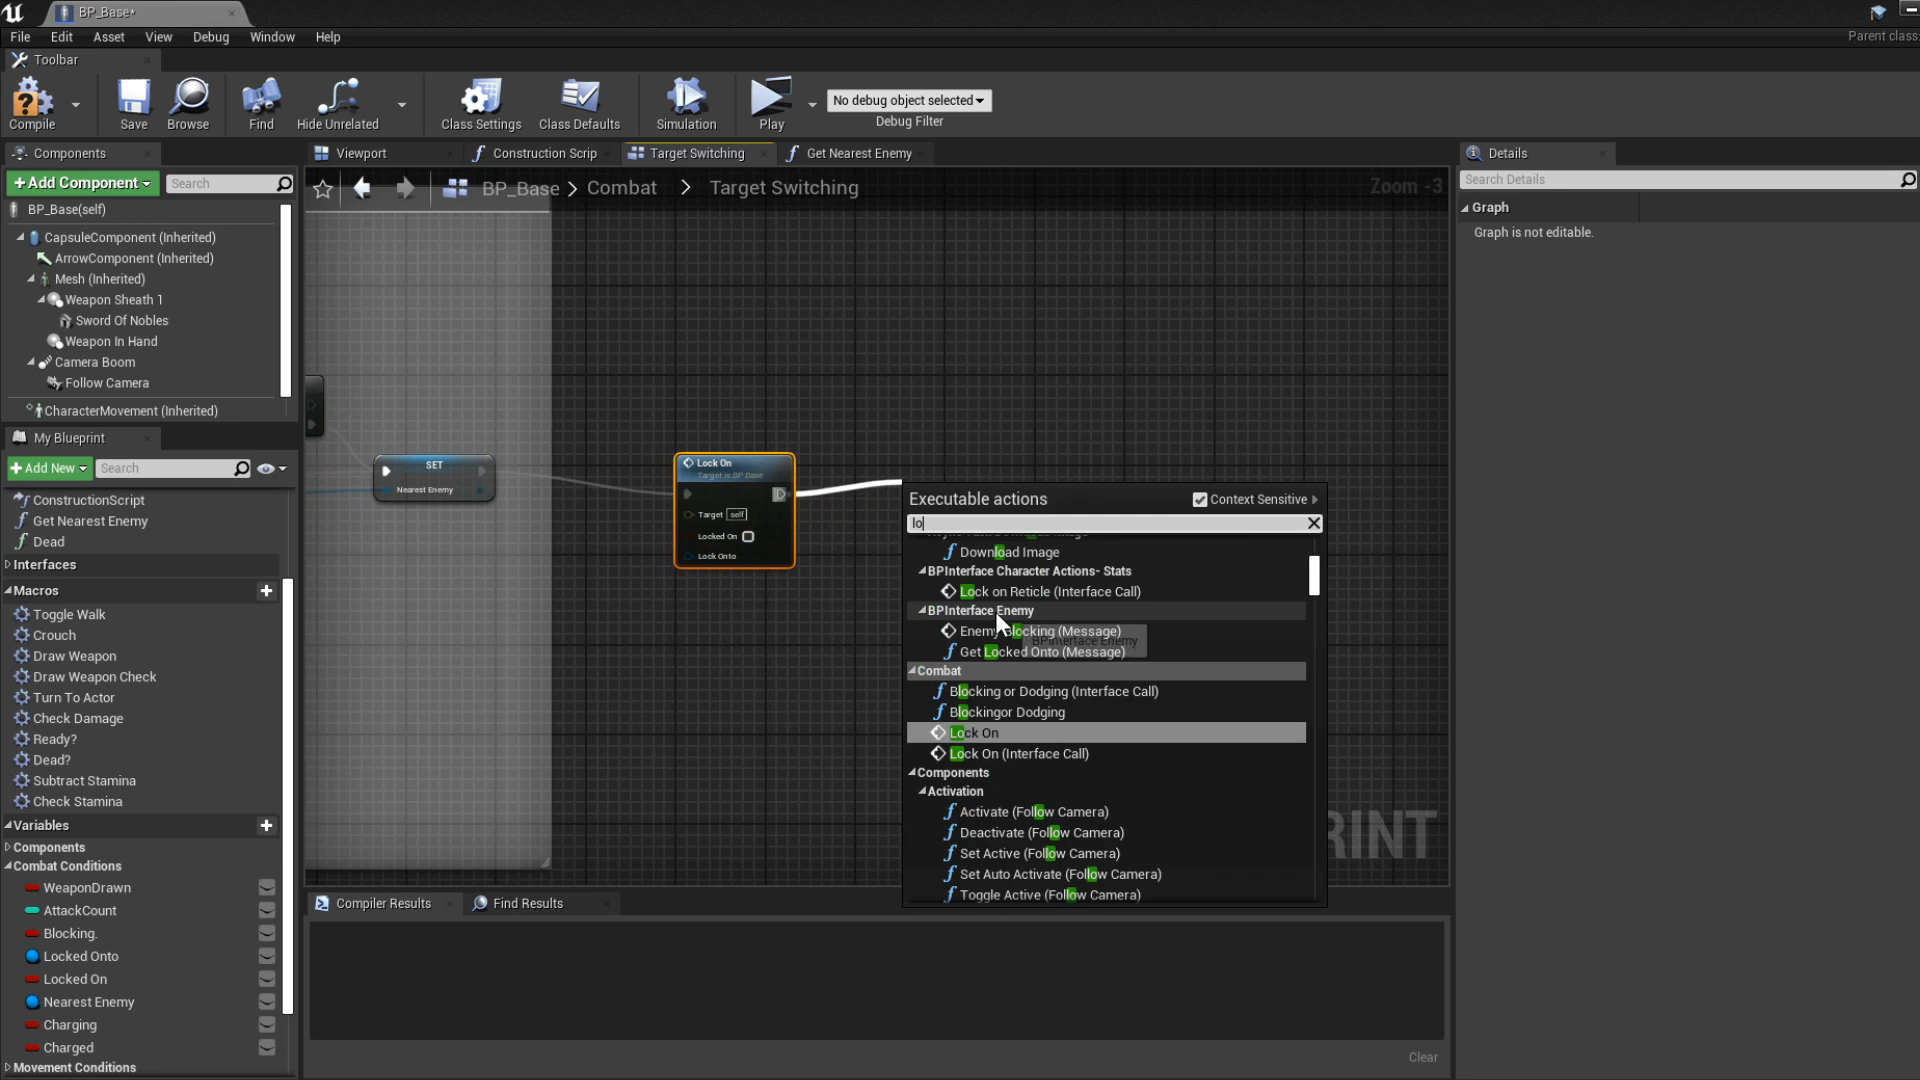 BP_Base*
File Edit Asset View Debug Window Help
Parent class:
Toolbar
Compile Save Browse Find Hide Unrelated Class Settings Class Defaults Simulation Play
No debug object selected
Debug Filter
Components
+Add Component
Search
BP_Base(self)
CapsuleComponent (Inherited)
ArrowComponent (Inherited)
Mesh (Inherited)
Weapon Sheath 1
Sword Of Nobles
Weapon In Hand
Camera Boom
Follow Camera
CharacterMovement (Inherited)
My Blueprint
+Add New
Search
ConstructionScript
Get Nearest Enemy
Dead
Interfaces
Macros
Toggle Walk
Crouch
Draw Weapon
Draw Weapon Check
Turn To Actor
Check Damage
Ready?
Dead?
Subtract Stamina
Check Stamina
Variables
Components
Combat Conditions
WeaponDrawn
AttackCount
Blocking.
Locked Onto
Locked On
Nearest Enemy
Charging
Charged
Movement Conditions
Viewport
Construction Scrip
Target Switching
Get Nearest Enemy
BP_Base > Combat > Target Switching
Zoom -3
SET
Nearest Enemy
Lock On
Target is BP Base
Target self
Locked On
Lock Onto
Executable actions
Context Sensitive
lo
Download Image
BPInterface Character Actions- Stats
Lock on Reticle (Interface Call)
BPInterface Enemy
Enemy Blocking (Message)
BPInterface Enemy
Get Locked Onto (Message)
Combat
Blocking or Dodging (Interface Call)
Blockingor Dodging
Lock On
Lock On (Interface Call)
Components
Activation
Activate (Follow Camera)
Deactivate (Follow Camera)
Set Active (Follow Camera)
Set Auto Activate (Follow Camera)
Toggle Active (Follow Camera)
RINT
Compiler Results
Find Results
Clear
Details
Search Details
Graph
Graph is not editable.